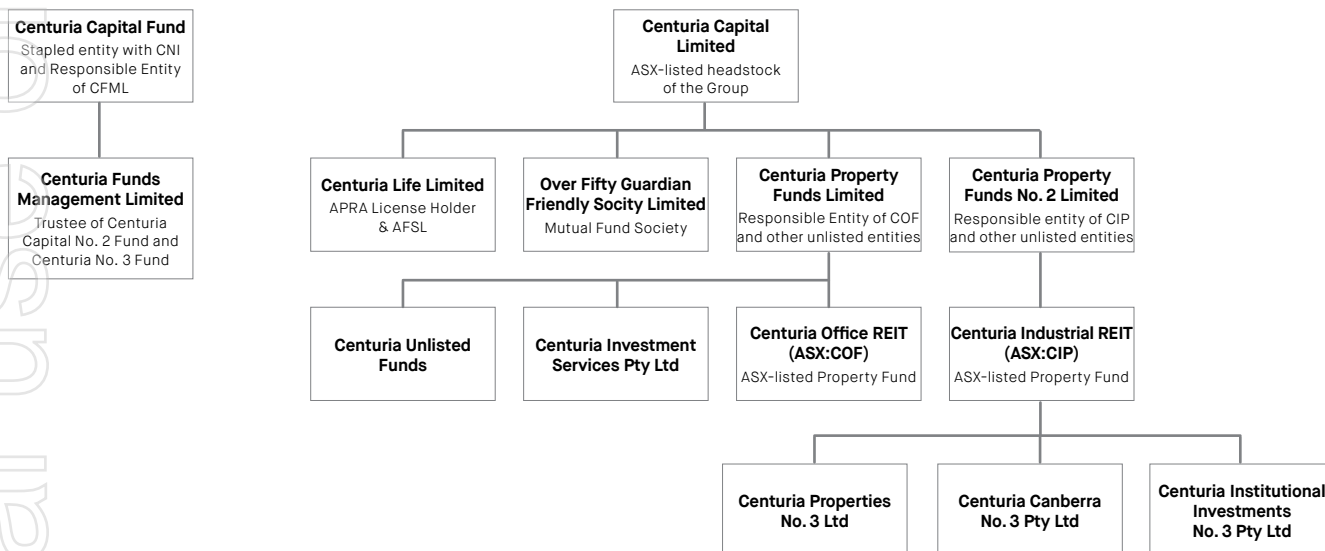 Centuria Capital Fund
Stapled entity with CNI
and Responsible Entity
of CFML
Centuria Capital
Limited
ASX-listed headstock
of the Group
Centuria Funds
Management Limited
Trustee of Centuria
Capital No. 2 Fund and
Centuria No. 3 Fund
Centuria Life Limited
APRA License Holder
& AFSL
Over Fifty Guardian
Friendly Socity Limited
Mutual Fund Society
Centuria Property
Funds Limited
Responsible Entity of COF
and other unlisted entities
Centuria Property
Funds No. 2 Limited
Responsible entity of CIP
and other unlisted entities
Centuria Unlisted
Funds
Centuria Investment
Services Pty Ltd
Centuria Office REIT
(ASX:COF)
ASX-listed Property Fund
Centuria Industrial REIT
(ASX:CIP)
ASX-listed Property Fund
Centuria Properties
No. 3 Ltd
Centuria Canberra
No. 3 Pty Ltd
Centuria Institutional
Investments
No. 3 Pty Ltd
al use o